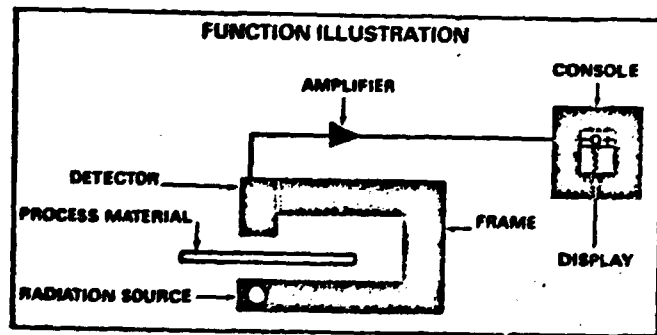 FUNCTION ILLUSTRATION
CONSOLE
AMPLIFIER
DETECTOR
PROCESS MATERIAL
FRAME
DISPLAY
RADIATION SOURCE